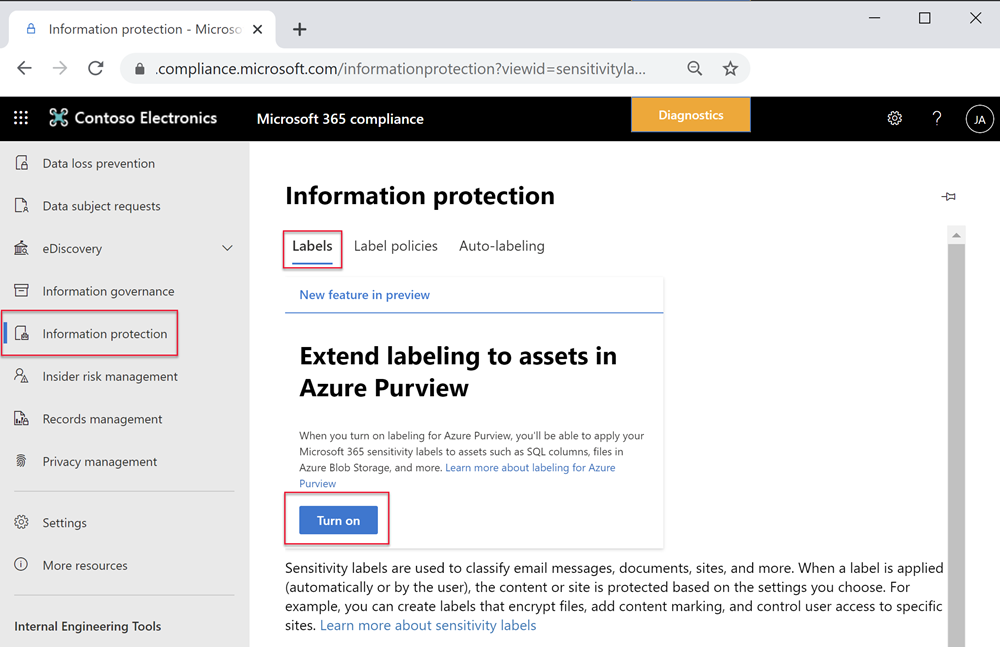 Information protection - Microso
.compliance.microsoft.com/informationprotection?viewid=sensitivityla...
Contoso Electronics
Microsoft 365 compliance
Diagnostics
?
JA
Data loss prevention
Data subject requests
eDiscovery
Information governance
Information protection
Insider risk management
Records management
Privacy management
Settings
More resources
Internal Engineering Tools
Information protection
Labels Label policies Auto-labeling
New feature in preview
Extend labeling to assets in
Azure Purview
When you turn on labeling for Azure Purview, you'll be able to apply your
Microsoft 365 sensitivity labels to assets such as SQL columns, files in
Azure Blob Storage, and more. Learn more about labeling for Azure
Purview
Turn on
Sensitivity labels are used to classify email messages, documents, sites, and more. When a label is applied
(automatically or by the user), the content or site is protected based on the settings you choose. For
example, you can create labels that encrypt files, add content marking, and control user access to specific
sites. Learn more about sensitivity labels